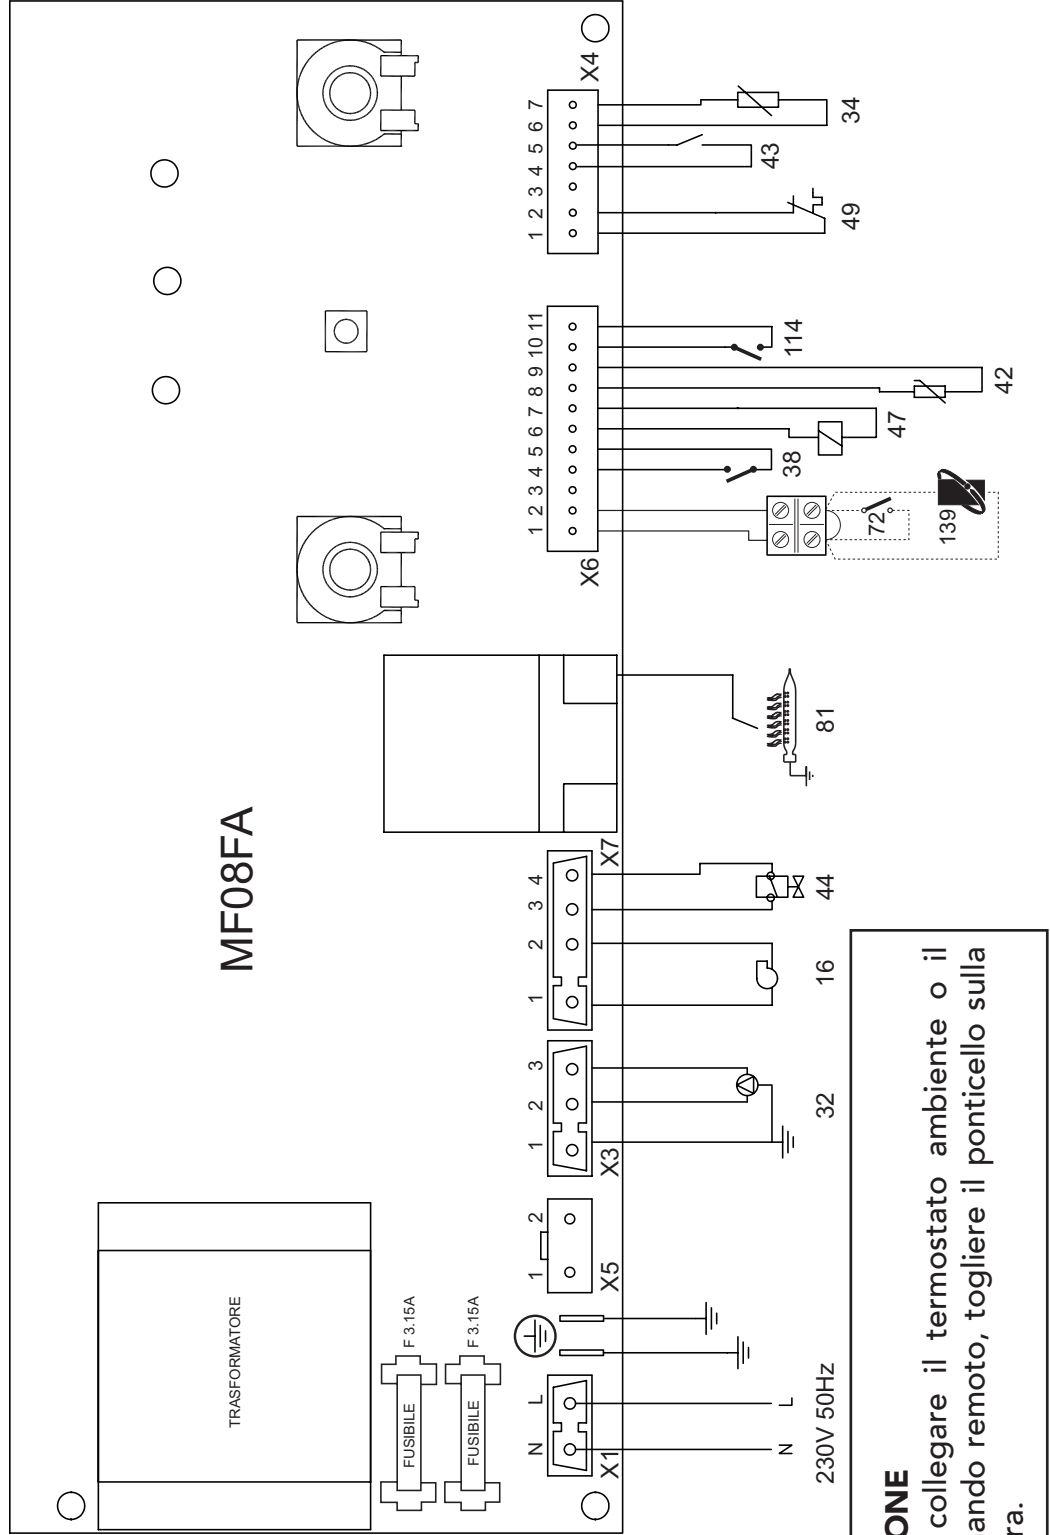 MF08FA
TRASFORMATORE
FUSIBILE
F 3.15A
FUSIBILE
F 3.15A
N L
X1
1 2
X5
1 2 3
X3
1 2 3 4
X7
1 2 3 4 5 6 7 8 9 10 11
X6
1 2 3 4 5 6 7
X4
N L
230V 50Hz
32
16
44
81
72
139
38
47
42
114
49
43
34
collegare il termostato ambiente o il
remoto, togliere il ponticello sulla